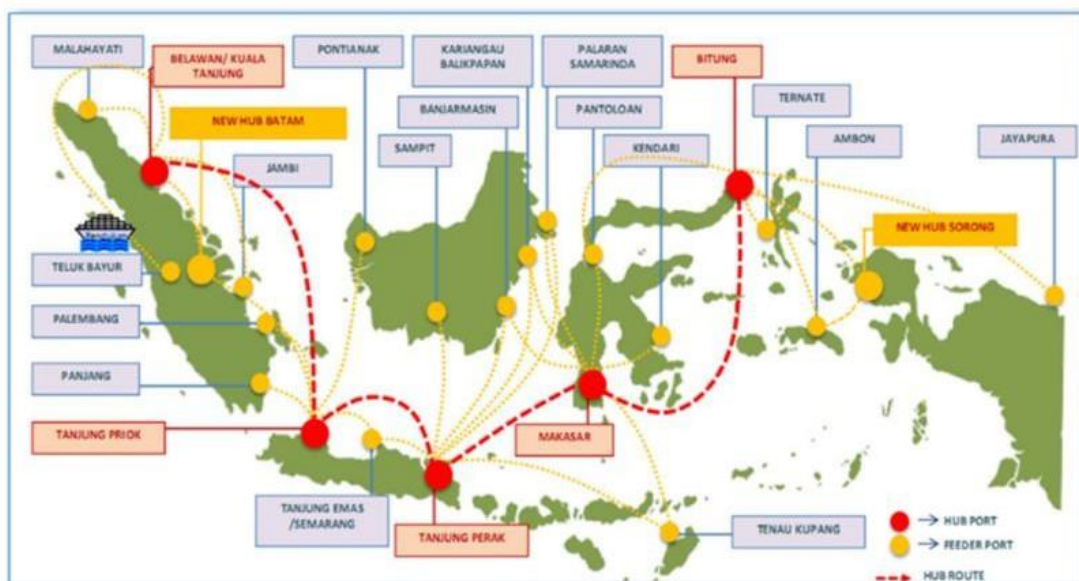 MALAHAYATI
BELAWAN/ KUALA
TANJUNG
PONTIANAK
KARIANGAU
BALIKPAPAN
PALARAN
SAMARINDA
BITUNG
NEW HUB BATAM
BANJARMASIN
PANTOLOAN
TERNATE
JAMBI
SAMPIT
KENDARI
AMBON
JAYAPURA
NEW HUB SORONG
TELUK BAYUR
PALEMBANG
PANJANG
TANJUNG PRIOK
MAKASAR
TANJUNG EMAS
/SEMARANG
TANJUNG PERAK
TENAU KUPANG
HUB PORT
FEEDER PORT
HUB ROUTE